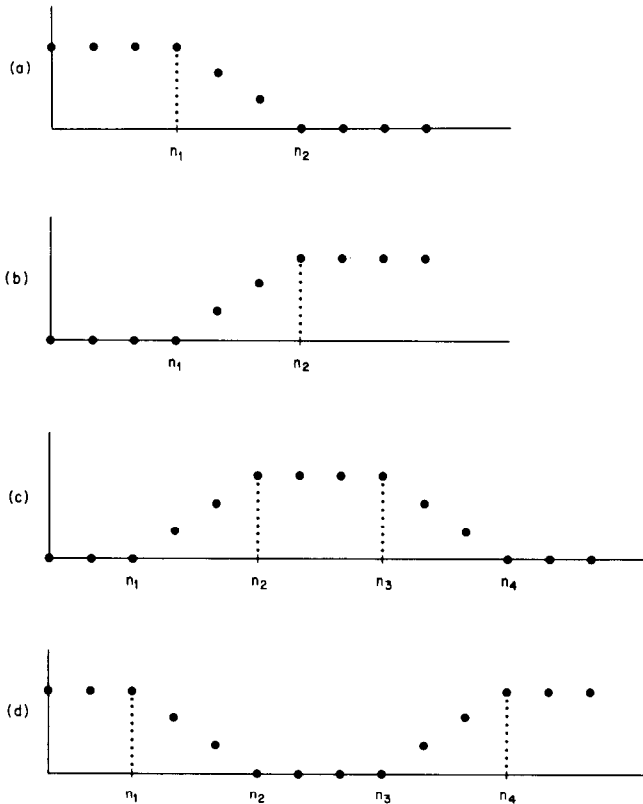 (a)
n₁ n₂
(b)
n₁ n₂
(c)
n₁ n₂ n₃ n₄
(d)
n₁ n₂ n₃ n₄